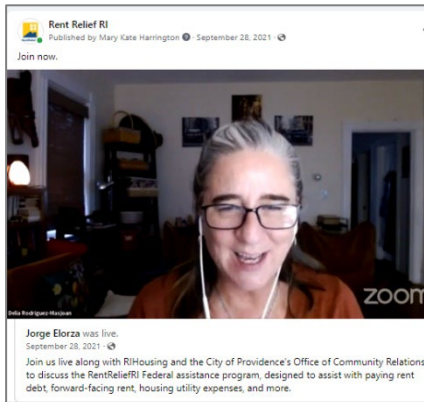 Rent Relief RI
Published by Mary Kate Harrington · September 28, 2021 ·
Join now.
zoom
Delia Rodriguez-Masjoan
Jorge Elorza was live.
September 28, 2021 ·
Join us live along with RIHousing and the City of Providence's Office of Community Relations
to discuss the RentReliefRI Federal assistance program, designed to assist with paying rent
debt, forward-facing rent, housing utility expenses, and more.